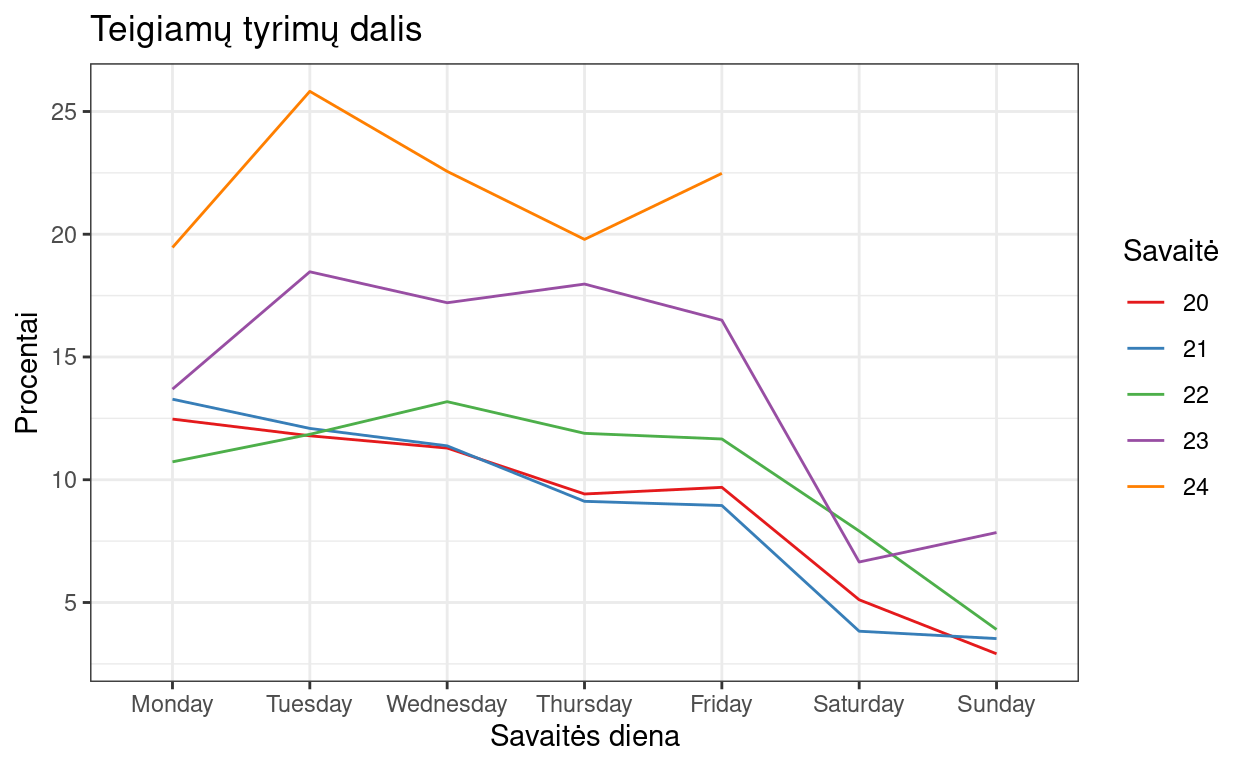 Teigiamų tyrimų dalis
Procentai
25
20
15
10
5
Monday Tuesday Wednesday Thursday Friday Saturday Sunday
Savaitės diena
Savaitė
20
21
22
23
24